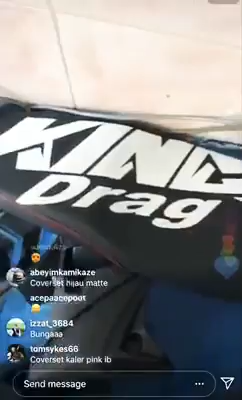 KING
Drag
abeyimkamikaze
Coverset hijau matte
acepaacepoot
izzat_3684
Bungaaa
tomsykes66
Coverset kaler pink ib
Send message